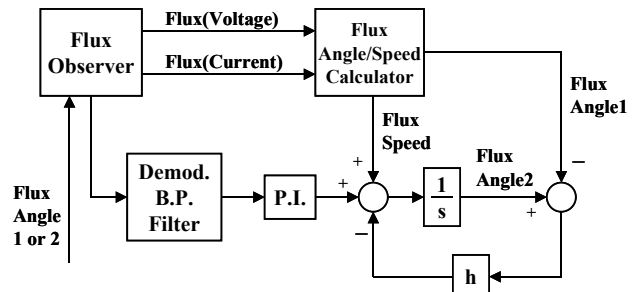 Flux
Observer
Flux(Voltage)
Flux(Current)
Flux
Angle/Speed
Calculator
Flux
Angle1
Flux
Speed
Flux
Angle
1 or 2
Demod.
B.P.
Filter
P.I.
+
+
−
1
s
Flux
Angle2
+
−
h